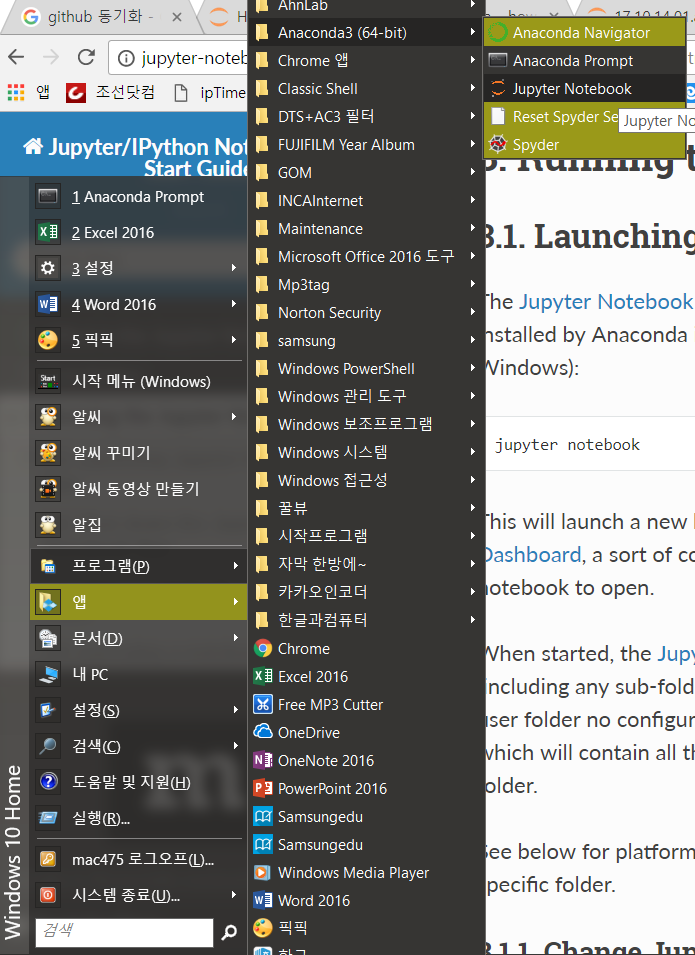 github 동기화 -
앱
조선닷컴
ipTime
jupyter-noteb
Jupyter/IPython Not
Start Guide
1 Anaconda Prompt
2 Excel 2016
3 설정
4 Word 2016
5 픽픽
시작 메뉴 (Windows)
알씨
알씨 꾸미기
알씨 동영상 만들기
알집
프로그램(P)
앱
문서(D)
내 PC
설정(S)
검색(C)
도움말 및 지원(H)
실행(R)...
mac475 로그오프(L)...
시스템 종료(U)...
검색
Windows 10 Home
AhnLab
Anaconda3 (64-bit)
Chrome 앱
Classic Shell
DTS+AC3 필터
FUJIFILM Year Album
GOM
INCAInternet
Maintenance
Microsoft Office 2016 도구
Mp3tag
Norton Security
samsung
Windows PowerShell
Windows 관리 도구
Windows 보조프로그램
Windows 시스템
Windows 접근성
꿀뷰
시작프로그램
자막 한방에~
카카오인코더
한글과컴퓨터
Chrome
Excel 2016
Free MP3 Cutter
OneDrive
OneNote 2016
PowerPoint 2016
Samsungedu
Samsungedu
Windows Media Player
Word 2016
픽픽
Anaconda Navigator
Anaconda Prompt
Jupyter Notebook
Reset Spyder Se
Jupyter No
Spyder
3. Running t
3.1. Launching
The Jupyter Notebook
installed by Anaconda
Windows):
jupyter notebook
This will launch a new
Dashboard, a sort of co
notebook to open.
When started, the Jupy
including any sub-fold
user folder no configur
which will contain all th
folder.
See below for platform
specific folder.
3.1.1. Change Jup